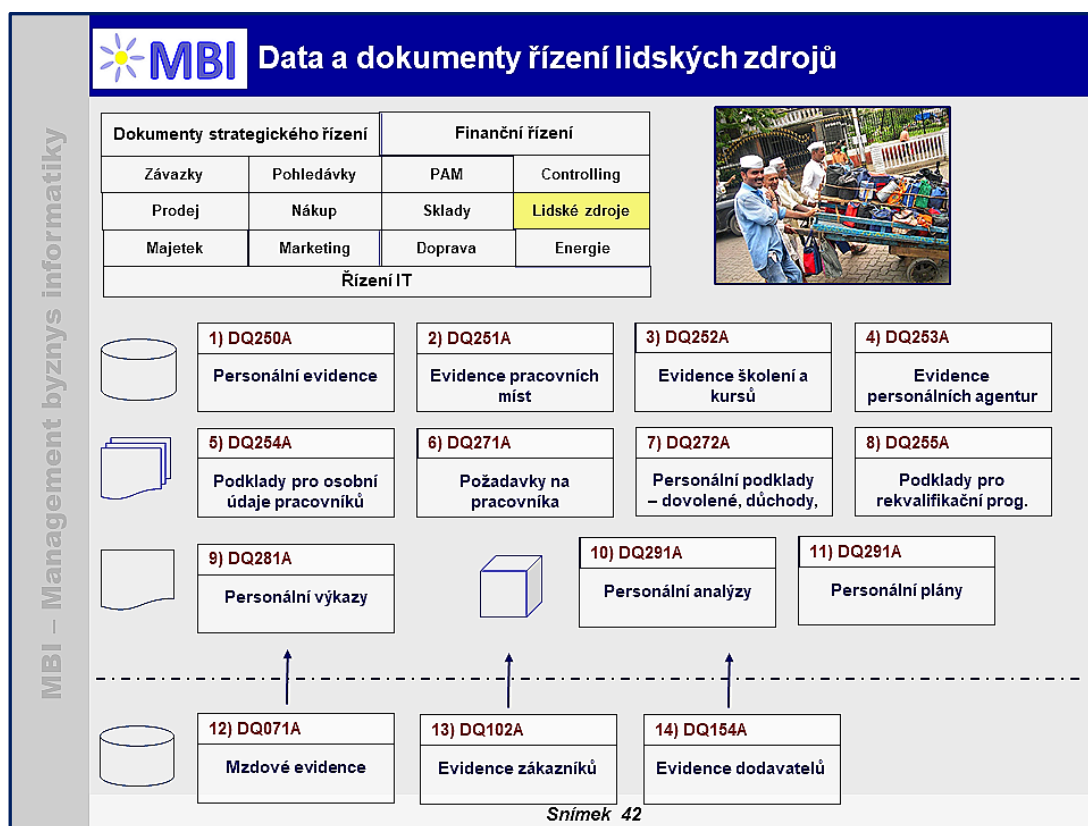 MBI
Data a dokumenty řízení lidských zdrojů
MBI – Management byznys informatiky
Dokumenty strategického řízení
Finanční řízení
Závazky
Pohledávky
PAM
Controlling
Prodej
Nákup
Sklady
Lidské zdroje
Majetek
Marketing
Doprava
Energie
Řízení IT
1) DQ250A
Personální evidence
2) DQ251A
Evidence pracovních
míst
3) DQ252A
Evidence školení a
kursů
4) DQ253A
Evidence
personálních agentur
5) DQ254A
Podklady pro osobní
údaje pracovníků
6) DQ271A
Požadavky na
pracovníka
7) DQ272A
Personální podklady
– dovolené, důchody,
8) DQ255A
Podklady pro
rekvalifikační prog.
9) DQ281A
Personální výkazy
10) DQ291A
Personální analýzy
11) DQ291A
Personální plány
12) DQ071A
Mzdové evidence
13) DQ102A
Evidence zákazníků
14) DQ154A
Evidence dodavatelů
Snímek 42